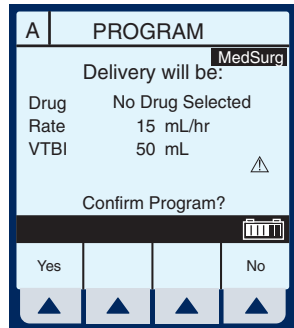 A PROGRAM
MedSurg
Delivery will be:
Drug No Drug Selected
Rate 15 mL/hr
VTBI 50 mL
Confirm Program?
Yes No